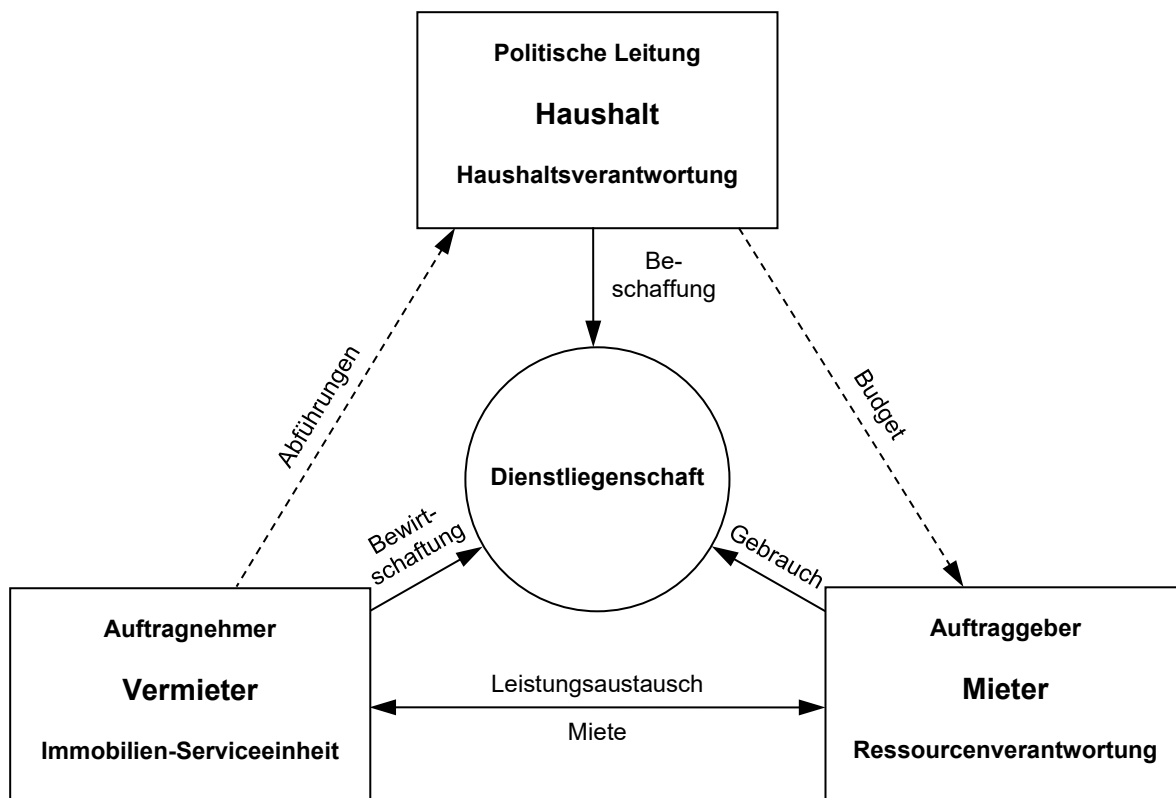 Politische Leitung
Haushalt
Haushaltsverantwortung
Be-
schaffung
Abführungen
Budget
Dienstliegenschaft
Bewirt-
schaftung
Gebrauch
Auftragnehmer
Vermieter
Immobilien-Serviceeinheit
Leistungsaustausch
Miete
Auftraggeber
Mieter
Ressourcenverantwortung